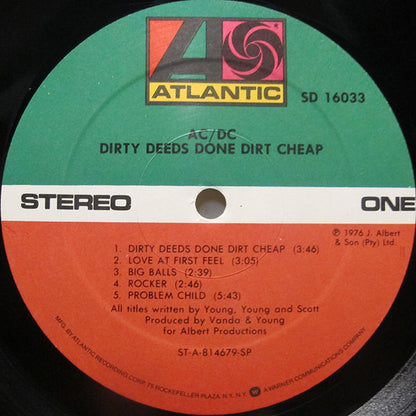 ATLANTIC
SD 16033
AC/DC
DIRTY DEEDS DONE DIRT CHEAP
STEREO
ONE
℗ 1976 J. Albert
& Son (Pty) Ltd.
1. DIRTY DEEDS DONE DIRT CHEAP (3:46)
2. LOVE AT FIRST FEEL (3:05)
3. BIG BALLS (2:39)
4. ROCKER (2:46)
5. PROBLEM CHILD (5:43)
All titles written by Young, Young and Scott
Produced by Vanda & Young
for Albert Productions
ST-A-814679-SP
MFG. BY ATLANTIC RECORDING CORP., 75 ROCKEFELLER PLAZA, N.Y., N.Y. A WARNER COMMUNICATIONS COMPANY